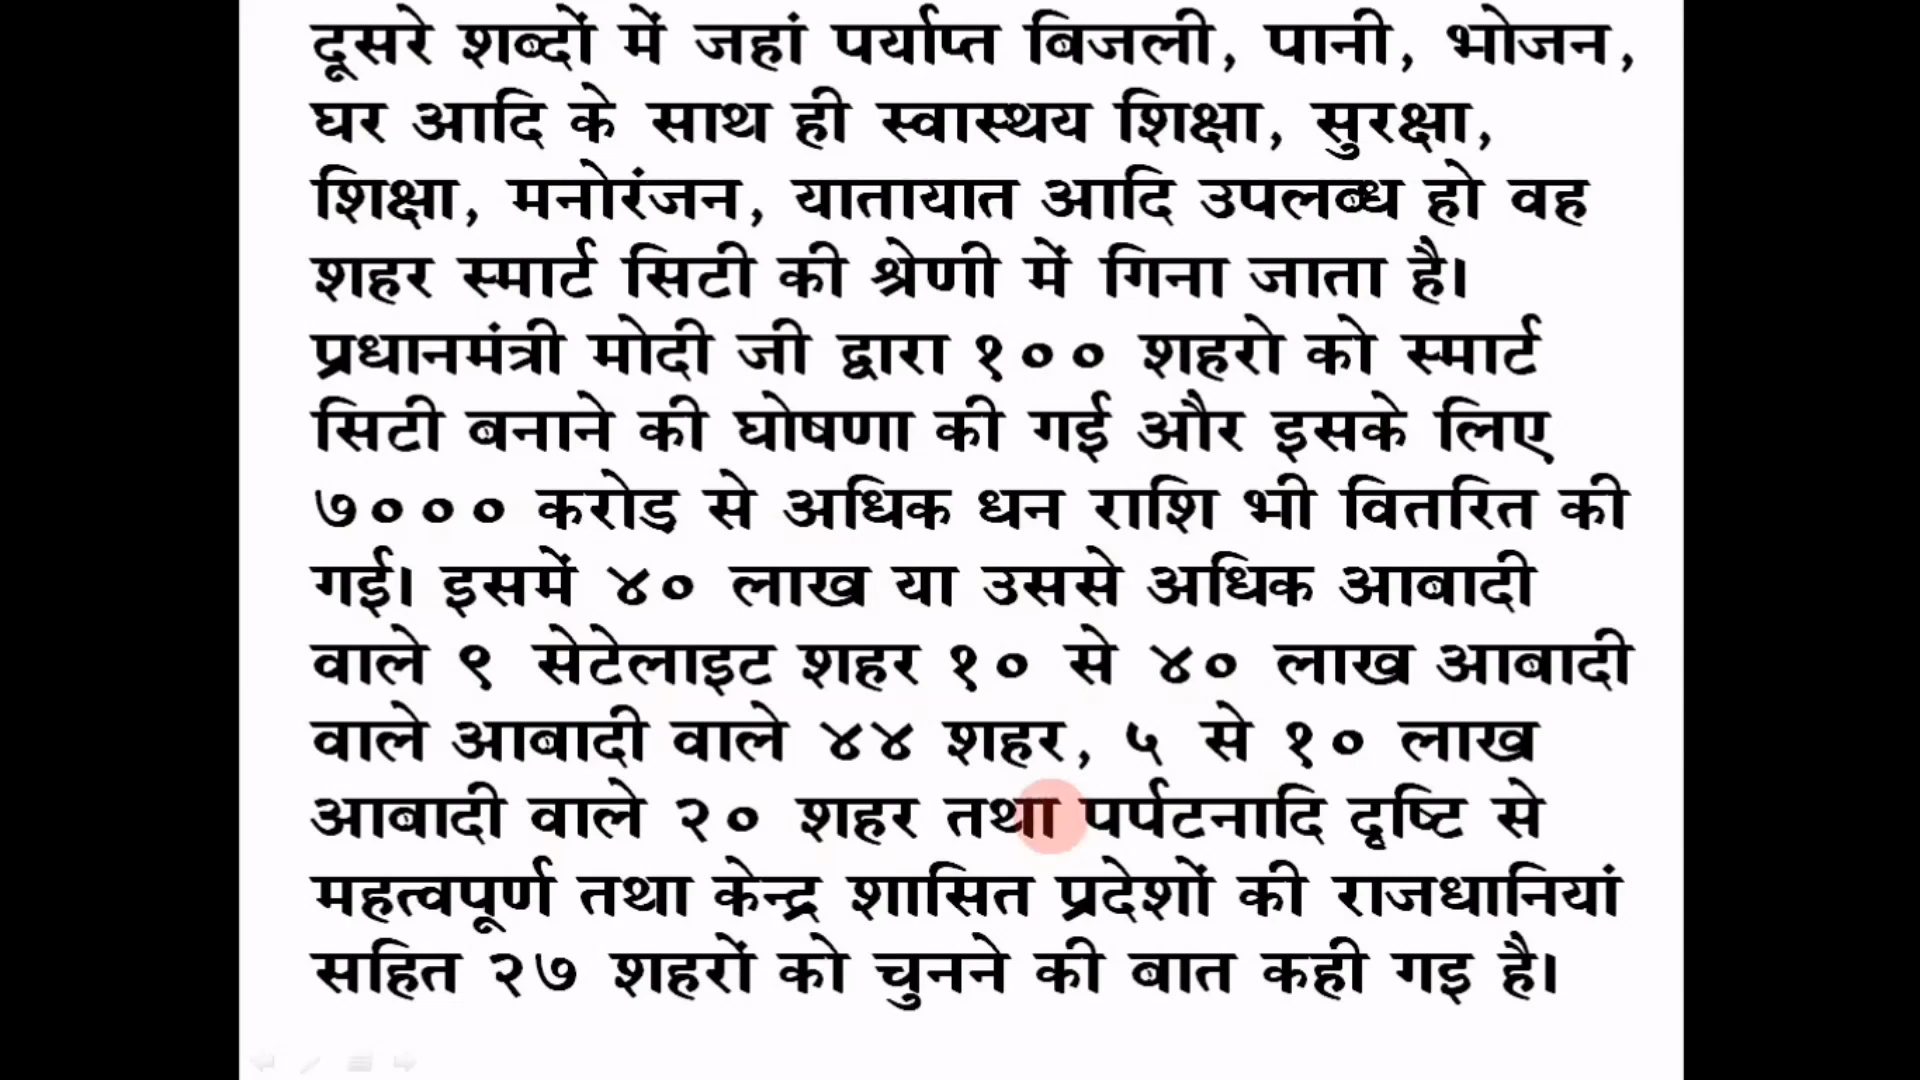 दूसरे शब्दों में जहां पर्याप्त बिजली, पानी, भोजन,
घर आदि के साथ ही स्वास्थय शिक्षा, सुरक्षा,
शिक्षा, मनोरंजन, यातायात आदि उपलब्ध हो वह
शहर स्मार्ट सिटी की श्रेणी में गिना जाता है।
प्रधानमंत्री मोदी जी द्वारा १०० शहरो को स्मार्ट
सिटी बनाने की घोषणा की गई और इसके लिए
७००० करोड़ से अधिक धन राशि भी वितरित की
गई। इसमें ४० लाख या उससे अधिक आबादी
वाले ९ सेटेलाइट शहर १० से ४० लाख आबादी
वाले आबादी वाले ४४ शहर, ५ से १० लाख
आबादी वाले २० शहर तथा पर्पटनादि दृष्टि से
महत्वपूर्ण तथा केन्द्र शासित प्रदेशों की राजधानियां
सहित २७ शहरों को चुनने की बात कही गइ है।